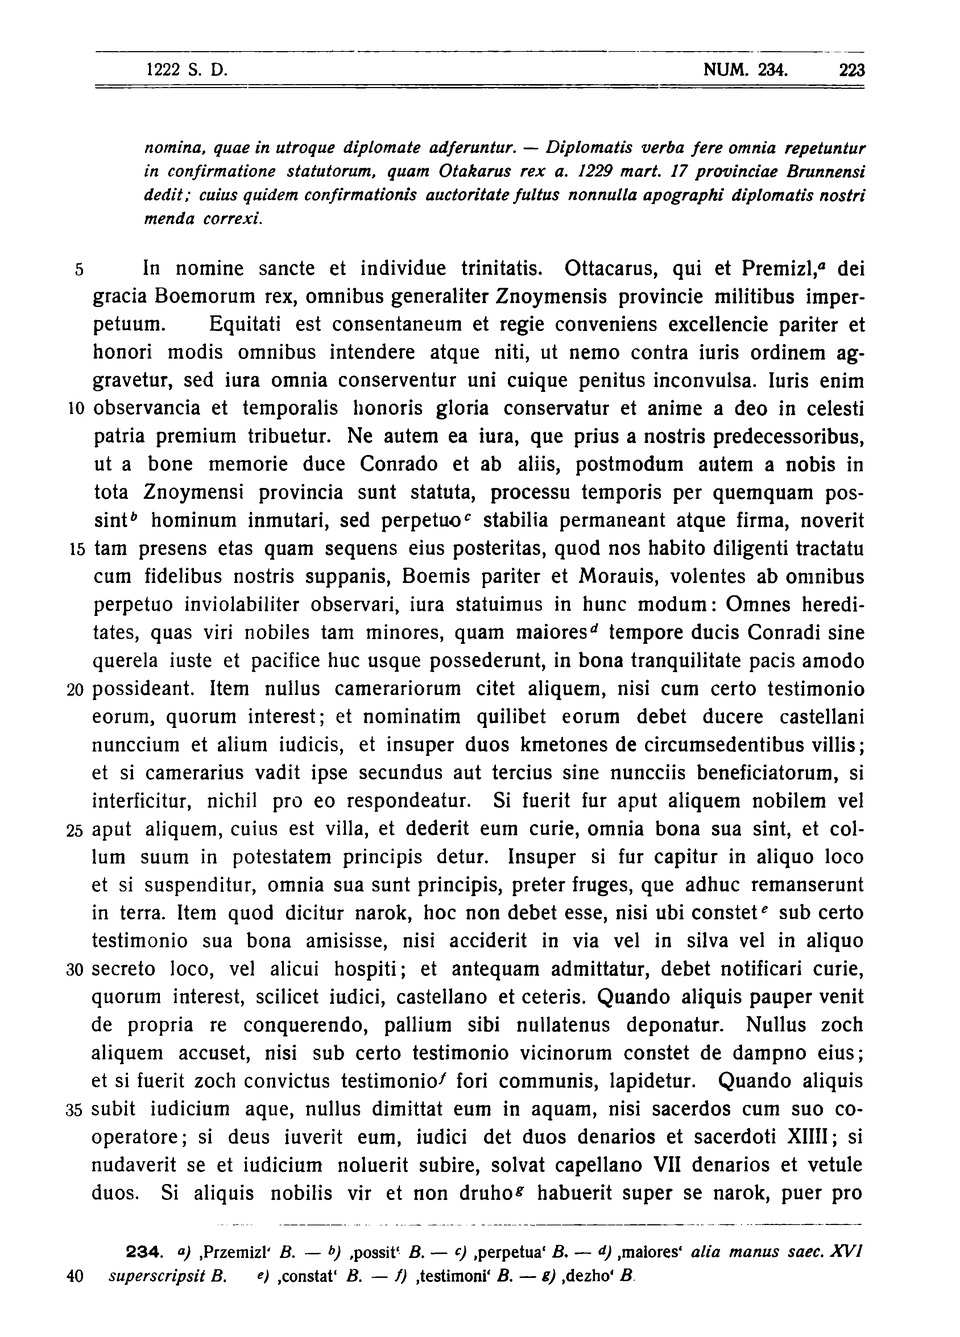 1222 S. D. NUM. 234. 223
nomina, quae in utroque diplomate adferuntur. — Diplomatis verba fere omnia repetuntur
in confirmatione statutorum, quam Otakarus rex a. 1229 mart. 17 provinciae Brunnensi
dedit; cuius quidem confirmationis auctoritate fultus nonnulla apographi diplomatis nostri
menda correxi.
5 In nomine sancte et individue trinitatis. Ottacarus, qui et Premizl,a dei
gracia Boemorum rex, omnibus generaliter Znoymensis provincie militibus imper-
petuum. Equitati est consentaneum et regie conveniens excellencie pariter et
honori modis omnibus intendere atque niti, ut nemo contra iuris ordinem ag-
gravetur, sed iura omnia conserventur uni cuique penitus inconvulsa. Iuris enim
10 observancia et temporalis honoris gloria conservatur et anime a deo in celesti
patria premium tribuetur. Ne autem ea iura, que prius a nostris predecessoribus,
ut a bone memorie duce Conrado et ab aliis, postmodum autem a nobis in
tota Znoymensi provincia sunt statuta, processu temporis per quemquam pos-
sint b hominum inmutari, sed perpetuo c stabilia permaneant atque firma, noverit
15 tam presens etas quam sequens eius posteritas, quod nos habito diligenti tractatu
cum fidelibus nostris suppanis, Boemis pariter et Morauis, volentes ab omnibus
perpetuo inviolabiliter observari, iura statuimus in hunc modum: Omnes heredi-
tates, quas viri nobiles tam minores, quam maiores d tempore ducis Conradi sine
querela iuste et pacifice huc usque possederunt, in bona tranquilitate pacis amodo
20 possideant. Item nullus camerariorum citet aliquem, nisi cum certo testimonio
eorum, quorum interest; et nominatim quilibet eorum debet ducere castellani
nunccium et alium iudicis, et insuper duos kmetones de circumsedentibus villis;
et si camerarius vadit ipse secundus aut tercius sine nuncciis beneficiatorum, si
interficitur, nichil pro eo respondeatur. Si fuerit fur aput aliquem nobilem vel
25 aput aliquem, cuius est villa, et dederit eum curie, omnia bona sua sint, et col-
lum suum in potestatem principis detur. Insuper si fur capitur in aliquo loco
et si suspenditur, omnia sua sunt principis, preter fruges, que adhuc remanserunt
in terra. Item quod dicitur narok, hoc non debet esse, nisi ubi constet e sub certo
testimonio sua bona amisisse, nisi acciderit in via vel in silva vel in aliquo
30 secreto loco, vel alicui hospiti; et antequam admittatur, debet notificari curie,
quorum interest, scilicet iudici, castellano et ceteris. Quando aliquis pauper venit
de propria re conquerendo, pallium sibi nullatenus deponatur. Nullus zoch
aliquem accuset, nisi sub certo testimonio vicinorum constet de dampno eius;
et si fuerit zoch convictus testimonio f fori communis, lapidetur. Quando aliquis
35 subit iudicium aque, nullus dimittat eum in aquam, nisi sacerdos cum suo co-
operatore; si deus iuverit eum, iudici det duos denarios et sacerdoti XIIII; si
nudaverit se et iudicium noluerit subire, solvat capellano VII denarios et vetule
duos. Si aliquis nobilis vir et non druho g habuerit super se narok, puer pro
234. a) ‚Przemizl‘ B. — b) ‚possit‘ B. — c) ‚perpetua‘ B. — d) ‚maiores‘ alia manus saec. XVI
40 superscripsit B. e) ‚constat‘ B. — f) ‚testimoni‘ B. — g) ‚dezho‘ B.